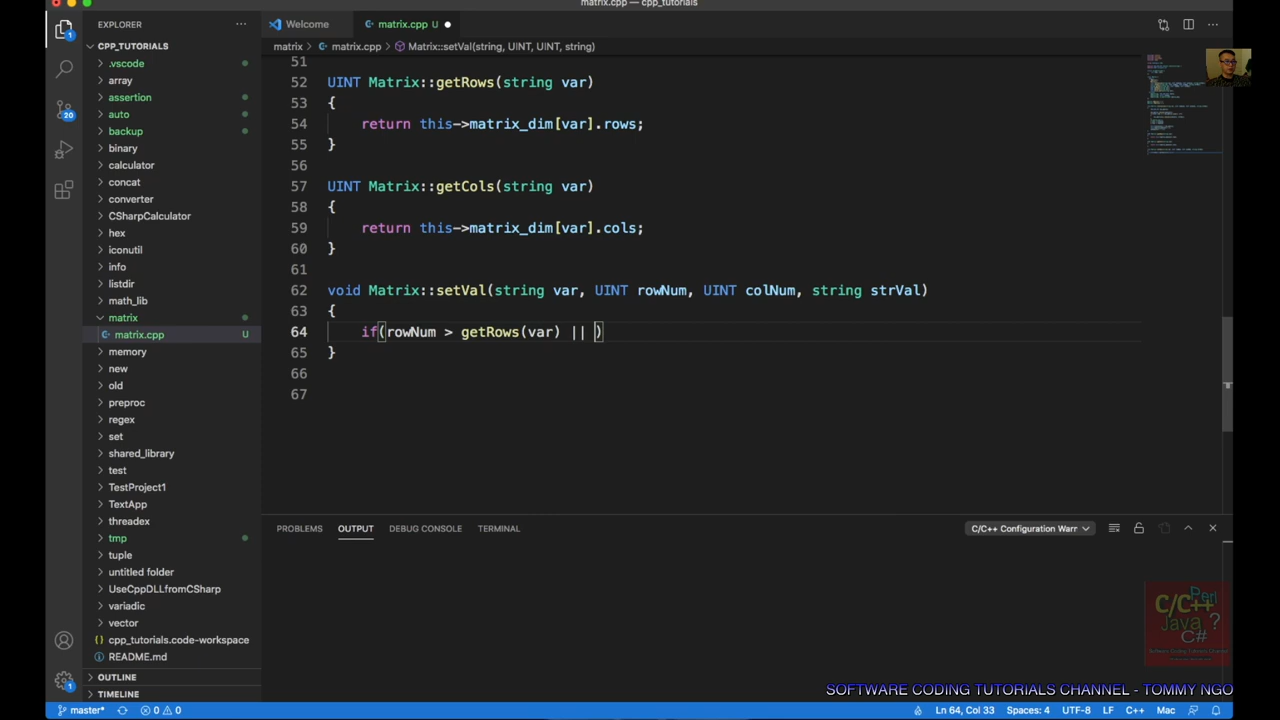 matrix.cpp — cpp_tutorials
EXPLORER
···
Welcome
matrix.cpp U ●
CPP_TUTORIALS
matrix > matrix.cpp > Matrix::setVal(string, UINT, UINT, string)
.vscode
array
assertion
auto
backup
binary
calculator
concat
converter
CSharpCalculator
hex
iconutil
info
listdir
math_lib
matrix
matrix.cpp U
memory
new
old
preproc
regex
set
shared_library
test
TestProject1
TextApp
threadex
tmp
tuple
untitled folder
UseCppDLLfromCSharp
variadic
vector
cpp_tutorials.code-workspace
README.md
OUTLINE
TIMELINE
1
20
1
51
52 UINT Matrix::getRows(string var)
53 {
54 return this->matrix_dim[var].rows;
55 }
56
57 UINT Matrix::getCols(string var)
58 {
59 return this->matrix_dim[var].cols;
60 }
61
62 void Matrix::setVal(string var, UINT rowNum, UINT colNum, string strVal)
63 {
64 if(rowNum > getRows(var) || )
65 }
66
67
PROBLEMS OUTPUT DEBUG CONSOLE TERMINAL
C/C++ Configuration Warr
C/C++
Perl
Java ?
C#
SOFTWARE CODING TUTORIALS CHANNEL - TOMMY NGO
master* 0 0 Ln 64, Col 33 Spaces: 4 UTF-8 LF C++ Mac